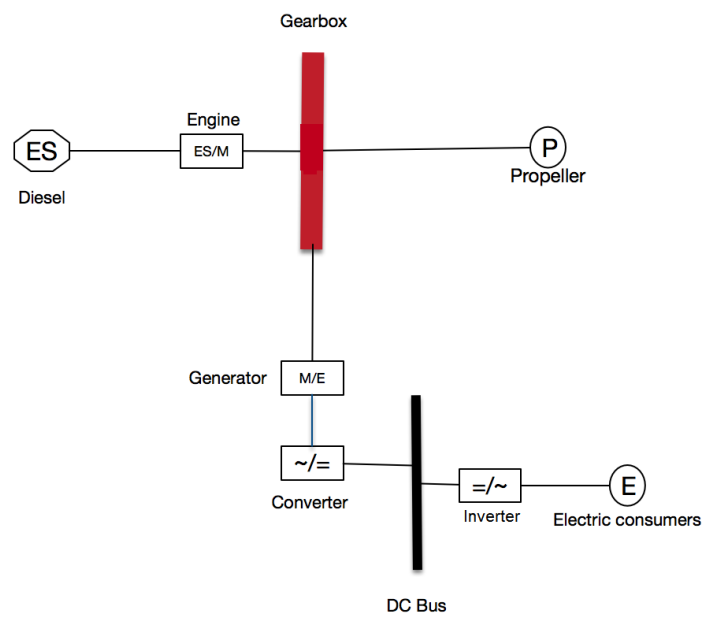 Gearbox
Engine
ES
ES/M
P
Diesel
Propeller
Generator
M/E
~/=
Converter
=/~
E
Inverter
Electric consumers
DC Bus